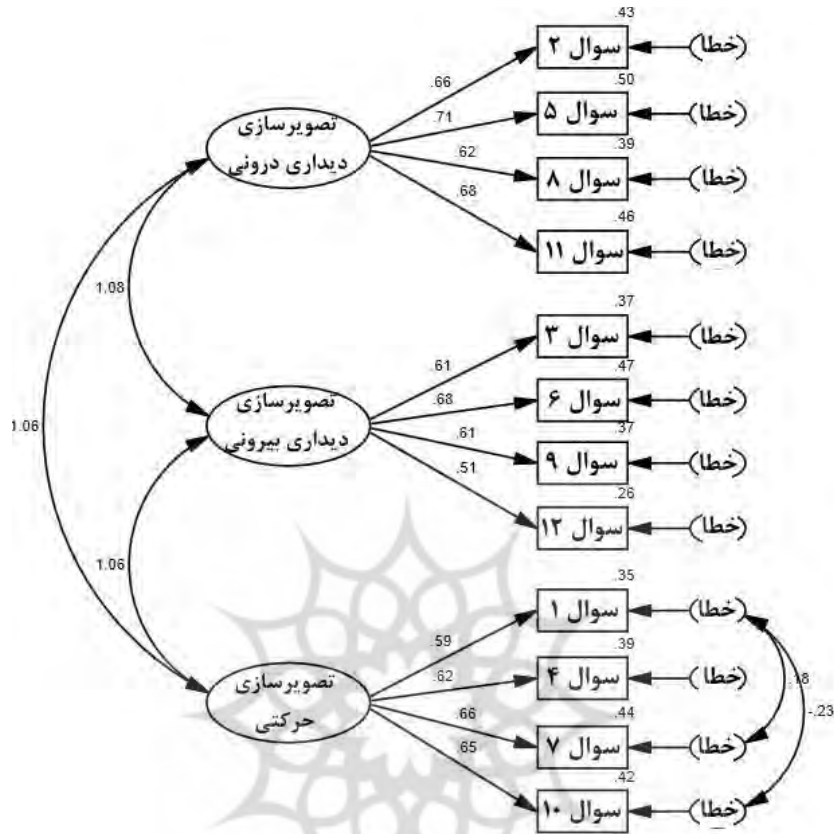 .43
سوال ۲
(خطا)
.66
.50
سوال ۵
(خطا)
.71
تصویرسازی
دیداری درونی
.39
سوال ۸
(خطا)
.62
.46
سوال ۱۱
(خطا)
.68
1.08
.37
سوال ۳
(خطا)
.61
.47
سوال ۶
(خطا)
.68
تصویرسازی
دیداری بیرونی
1.06
.37
سوال ۹
(خطا)
.61
.26
سوال ۱۲
(خطا)
.51
1.06
.35
سوال ۱
(خطا)
.59
.39
سوال ۴
(خطا)
.62
تصویرسازی
حرکتی
.18
-.23
.44
سوال ۷
(خطا)
.66
.42
سوال ۱۰
(خطا)
.65